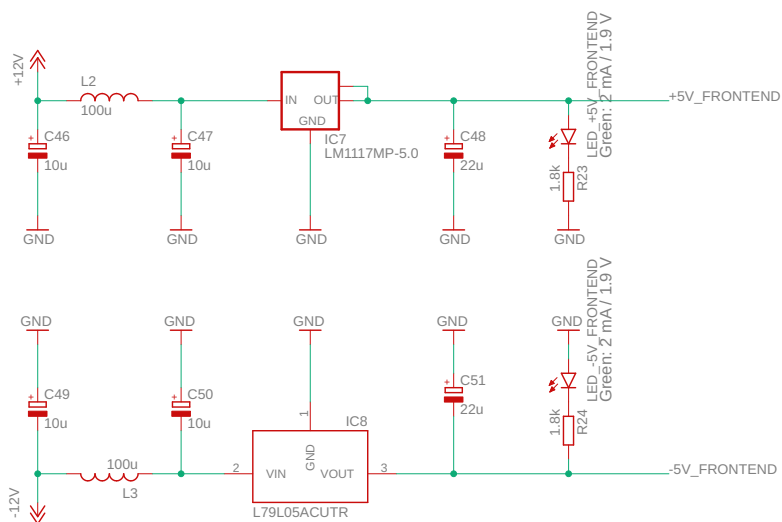 +12V
L2
100u
C46
10u
C47
10u
IN
OUT
GND
IC7
LM1117MP-5.0
C48
22u
LED_+5V_FRONTEND
Green: 2 mA / 1.9 V
1.8k
R23
+5V_FRONTEND
GND
GND
GND
GND
GND
GND
GND
GND
GND
GND
C49
10u
C50
10u
1
GND
IC8
2
VIN
VOUT
3
L79L05ACUTR
C51
22u
LED_-5V_FRONTEND
Green: 2 mA / 1.9 V
1.8k
R24
100u
L3
-12V
-5V_FRONTEND